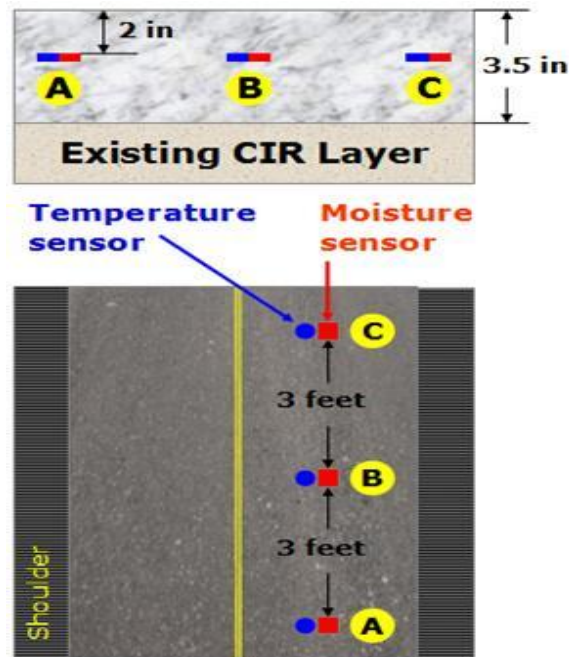 2 in
3.5 in
A
B
C
Existing CIR Layer
Temperature
sensor
Moisture
sensor
C
3 feet
B
3 feet
A
Shoulder